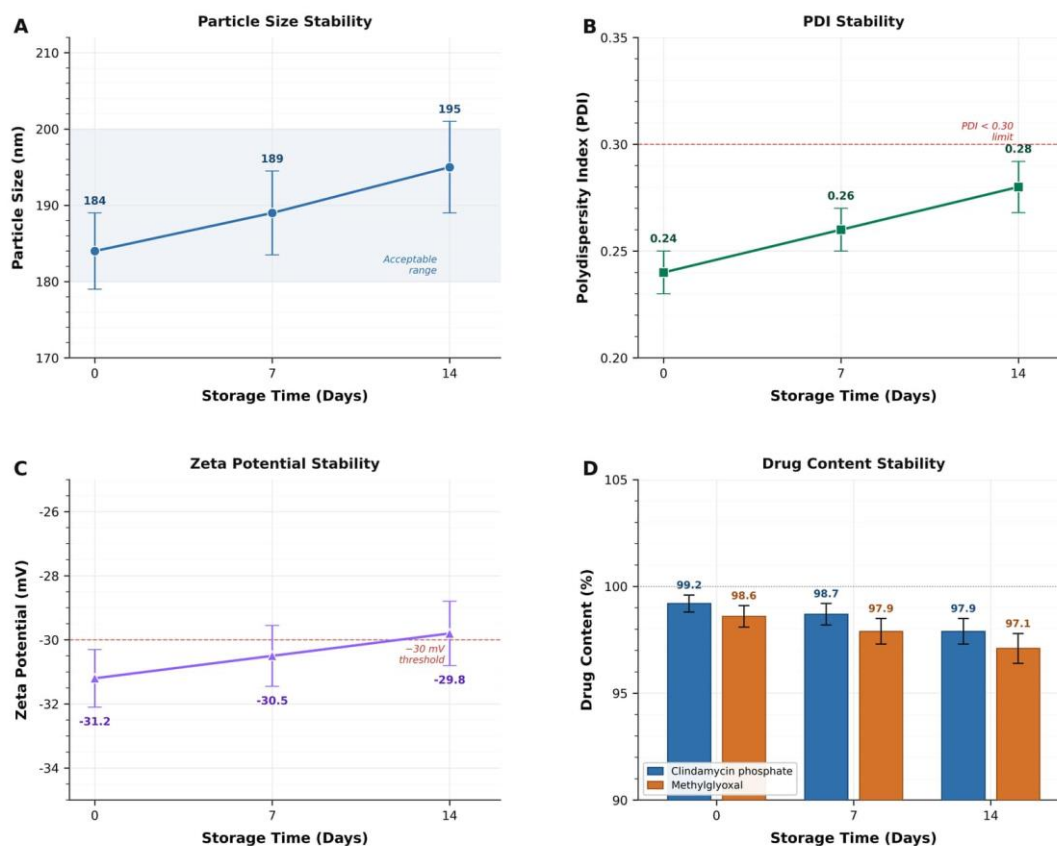 A
Particle Size Stability
Particle Size (nm)
210
200
190
180
170
184
189
195
Acceptable
range
0
7
14
Storage Time (Days)
B
PDI Stability
Polydispersity Index (PDI)
0.35
0.30
0.25
0.20
0.24
0.26
0.28
PDI < 0.30
limit
0
7
14
Storage Time (Days)
C
Zeta Potential Stability
Zeta Potential (mV)
-26
-28
-30
-32
-34
-31.2
-30.5
-29.8
−30 mV
threshold
0
7
14
Storage Time (Days)
D
Drug Content Stability
Drug Content (%)
105
100
95
90
99.2
98.6
98.7
97.9
97.9
97.1
Clindamycin phosphate
Methylglyoxal
0
7
14
Storage Time (Days)